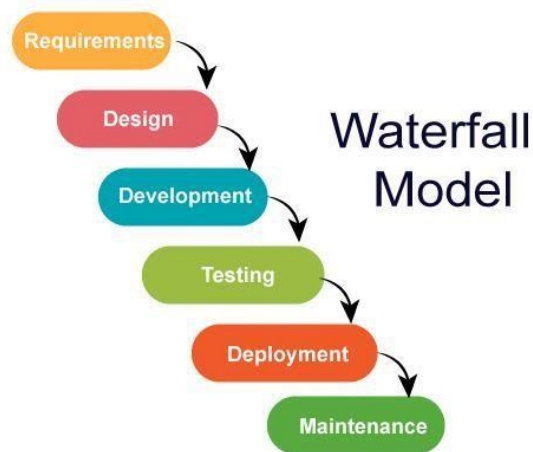 Requirements
Design
Waterfall
Model
Development
Testing
Deployment
Maintenance